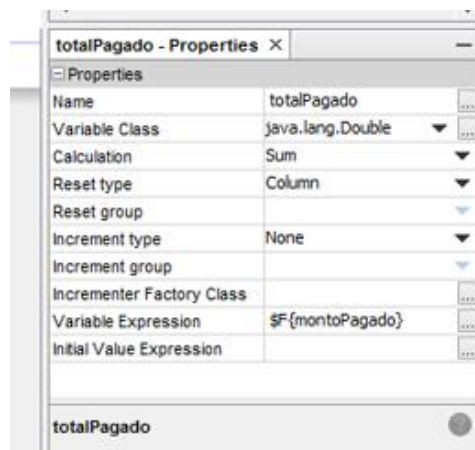 totalPagado - Properties ×
Properties
Name totalPagado ...
Variable Class java.lang.Double ...
Calculation Sum
Reset type Column
Reset group
Increment type None
Increment group
Incrementer Factory Class ...
Variable Expression $F{montoPagado} ...
Initial Value Expression ...
totalPagado ?